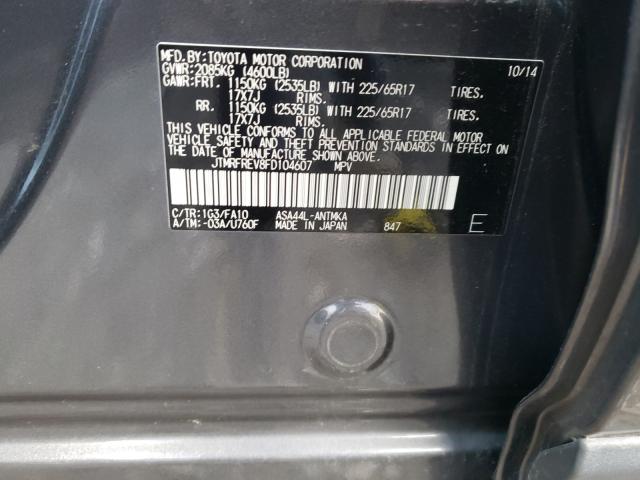 MFD.BY:TOYOTA MOTOR CORPORATION 10/14
GVWR:2085KG (4600LB)
GAWR:FRT. 1150KG (2535LB) WITH 225/65R17 TIRES.
17X7J RIMS.
RR. 1150KG (2535LB) WITH 225/65R17 TIRES.
17X7J RIMS.
THIS VEHICLE CONFORMS TO ALL APPLICABLE FEDERAL MOTOR
VEHICLE SAFETY AND THEFT PREVENTION STANDARDS IN EFFECT ON
THE DATE OF MANUFACTURE SHOWN ABOVE.
JTMRFREV8FD104607 MPV
C/TR:1G3/FA10 ASA44L-ANTMKA
A/TM:-03A/U760F MADE IN JAPAN 847 E